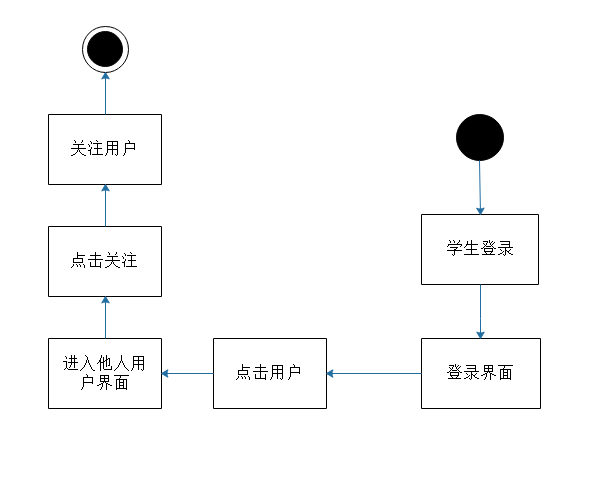 关注用户
点击关注
学生登录
进入他人用
户界面
点击用户
登录界面